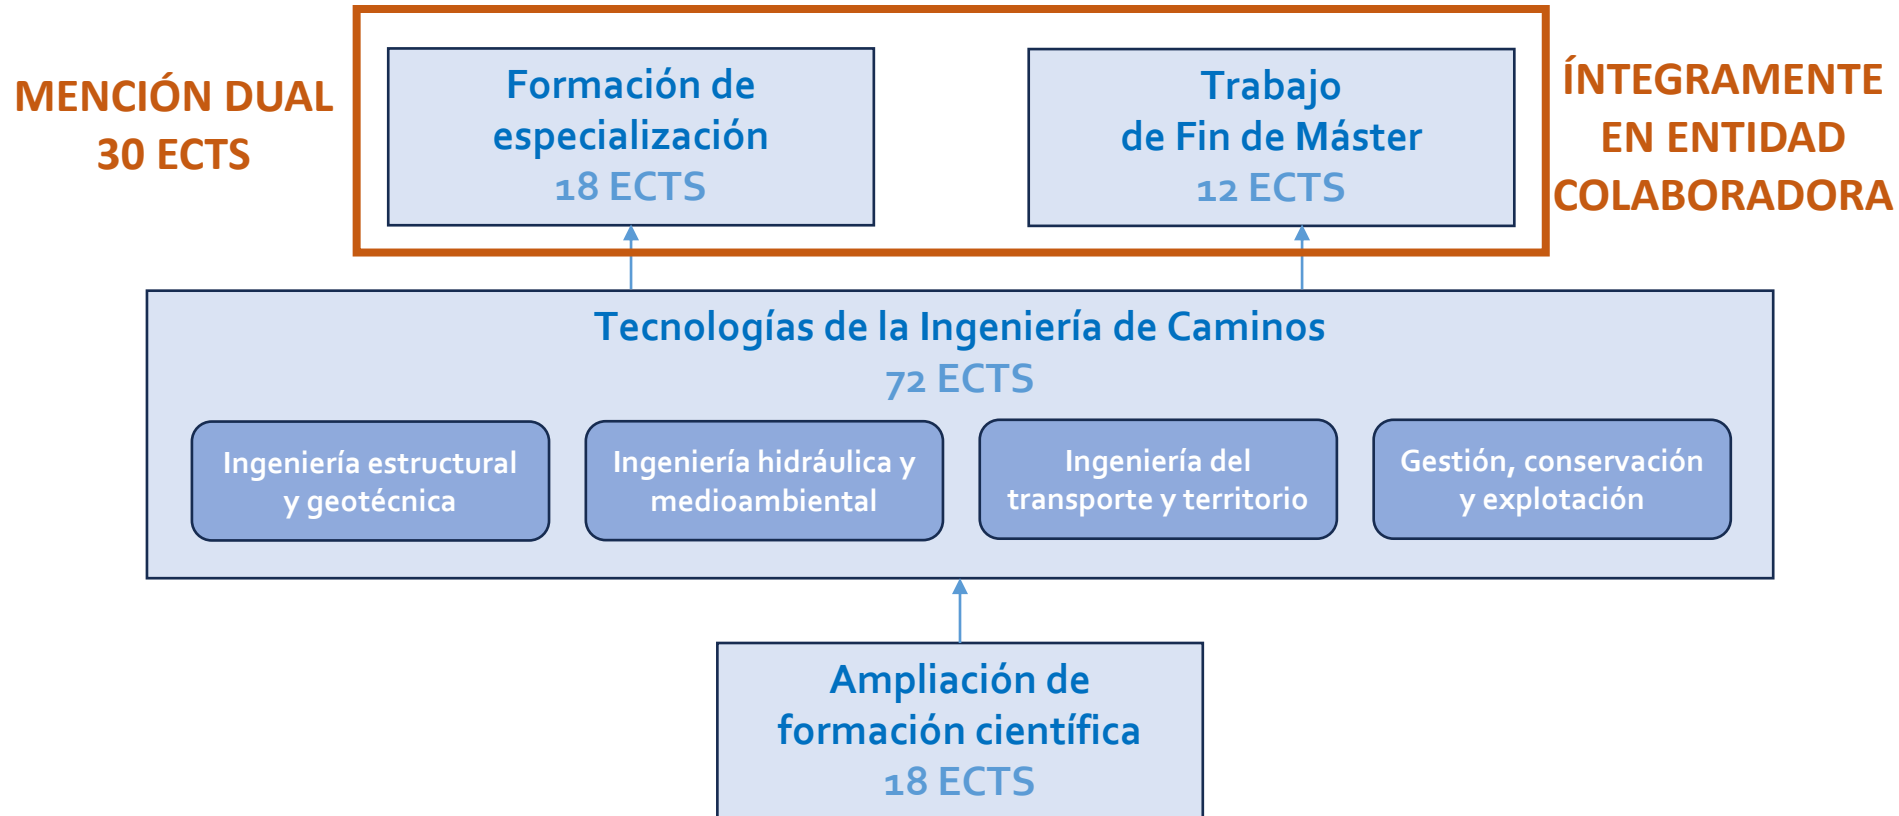 MENCIÓN DUAL
30 ECTS
Formación de
especialización
18 ECTS
Trabajo
de Fin de Máster
12 ECTS
ÍNTEGRAMENTE
EN ENTIDAD
COLABORADORA
Tecnologías de la Ingeniería de Caminos
72 ECTS
Ingeniería estructural
y geotécnica
Ingeniería hidráulica y
medioambiental
Ingeniería del
transporte y territorio
Gestión, conservación
y explotación
Ampliación de
formación científica
18 ECTS